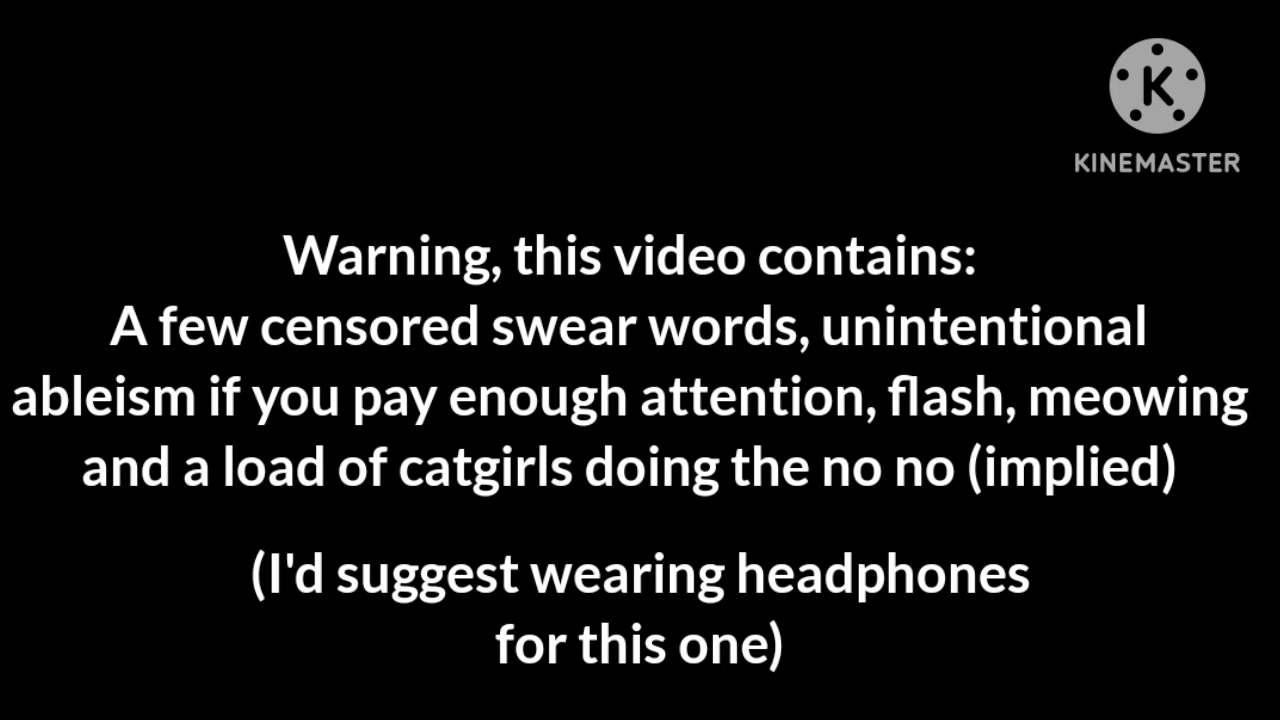 K
KINEMASTER
Warning, this video contains:
A few censored swear words, unintentional
ableism if you pay enough attention, flash, meowing
and a load of catgirls doing the no no (implied)
(I'd suggest wearing headphones
for this one)